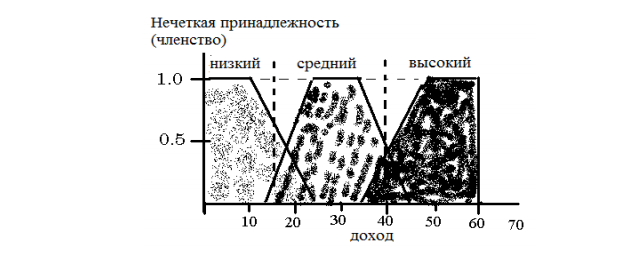 Нечеткая принадлежность
(членство)
низкий средний высокий
1.0
0.5
10 20 30 40 50 60 70
доход